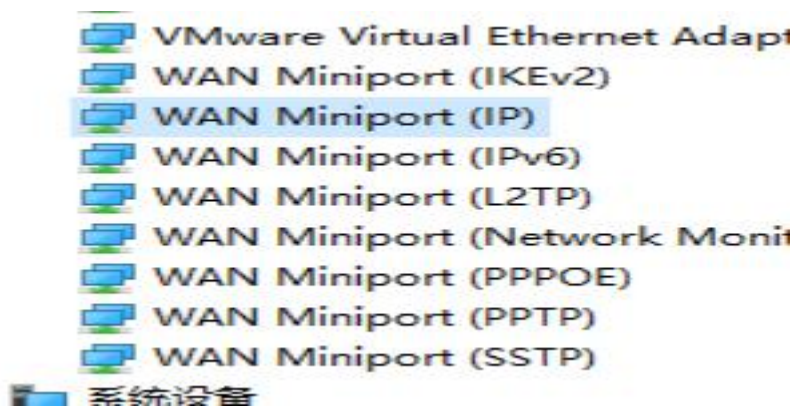 VMware Virtual Ethernet Adapt
WAN Miniport (IKEv2)
WAN Miniport (IP)
WAN Miniport (IPv6)
WAN Miniport (L2TP)
WAN Miniport (Network Monit
WAN Miniport (PPPOE)
WAN Miniport (PPTP)
WAN Miniport (SSTP)
系统设备